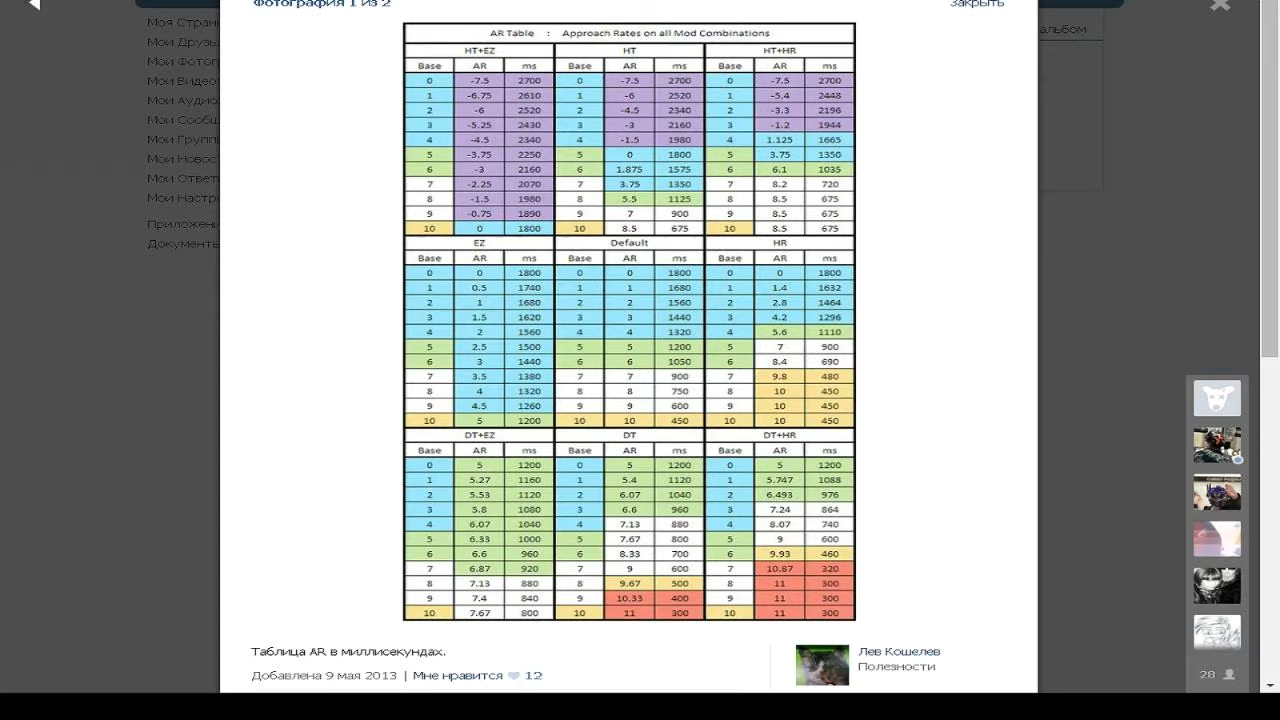 Фотография 1 из 2
Закрыть
Моя Стран
Мои Друзь
Мои Фотог
Мои Видео
Мои Аудио
Мои Сообщ
Мои Групп
Мои Новос
Мои Ответ
Мои Настр
Приложени
Документы
альбом
AR Table : Approach Rates on all Mod Combinations
HT+EZ HT HT+HR
Base AR ms Base AR ms Base AR ms
0 -7.5 2700 0 -7.5 2700 0 -7.5 2700
1 -6.75 2610 1 -6 2520 1 -5.4 2448
2 -6 2520 2 -4.5 2340 2 -3.3 2196
3 -5.25 2430 3 -3 2160 3 -1.2 1944
4 -4.5 2340 4 -1.5 1980 4 1.125 1665
5 -3.75 2250 5 0 1800 5 3.75 1350
6 -3 2160 6 1.875 1575 6 6.1 1035
7 -2.25 2070 7 3.75 1350 7 8.2 720
8 -1.5 1980 8 5.5 1125 8 8.5 675
9 -0.75 1890 9 7 900 9 8.5 675
10 0 1800 10 8.5 675 10 8.5 675
EZ Default HR
Base AR ms Base AR ms Base AR ms
0 0 1800 0 0 1800 0 0 1800
1 0.5 1740 1 1 1680 1 1.4 1632
2 1 1680 2 2 1560 2 2.8 1464
3 1.5 1620 3 3 1440 3 4.2 1296
4 2 1560 4 4 1320 4 5.6 1110
5 2.5 1500 5 5 1200 5 7 900
6 3 1440 6 6 1050 6 8.4 690
7 3.5 1380 7 7 900 7 9.8 480
8 4 1320 8 8 750 8 10 450
9 4.5 1260 9 9 600 9 10 450
10 5 1200 10 10 450 10 10 450
DT+EZ DT DT+HR
Base AR ms Base AR ms Base AR ms
0 5 1200 0 5 1200 0 5 1200
1 5.27 1160 1 5.4 1120 1 5.747 1088
2 5.53 1120 2 6.07 1040 2 6.493 976
3 5.8 1080 3 6.6 960 3 7.24 864
4 6.07 1040 4 7.13 880 4 8.07 740
5 6.33 1000 5 7.67 800 5 9 600
6 6.6 960 6 8.33 700 6 9.93 460
7 6.87 920 7 9 600 7 10.87 320
8 7.13 880 8 9.67 500 8 11 300
9 7.4 840 9 10.33 400 9 11 300
10 7.67 800 10 11 300 10 11 300
Таблица AR в миллисекундах.
Добавлена 9 мая 2013 | Мне нравится 12
Лев Кошелев
Полезности
28